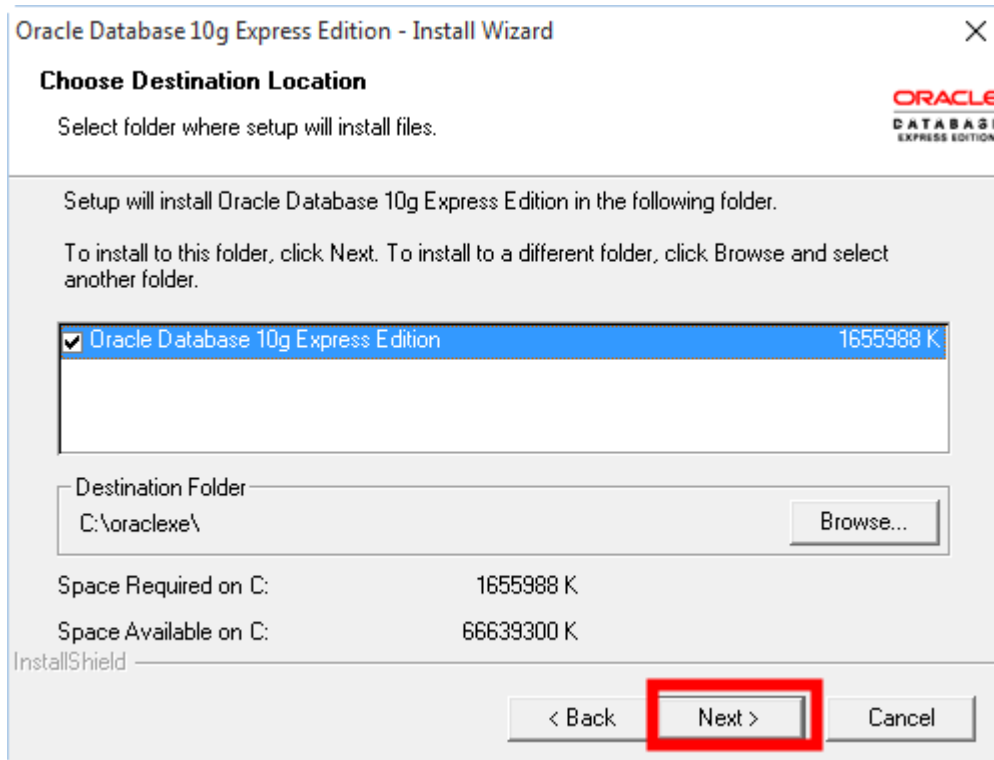 Oracle Database 10g Express Edition - Install Wizard
Choose Destination Location
Select folder where setup will install files.
ORACLE
DATABAS
EXPRESS EDITION
Setup will install Oracle Database 10g Express Edition in the following folder.
To install to this folder, click Next. To install to a different folder, click Browse and select
another folder.
Oracle Database 10g Express Edition 1655988 K
Destination Folder
C:\oraclexe\ Browse...
Space Required on C: 1655988 K
Space Available on C: 66639300 K
InstallShield
< Back Next > Cancel